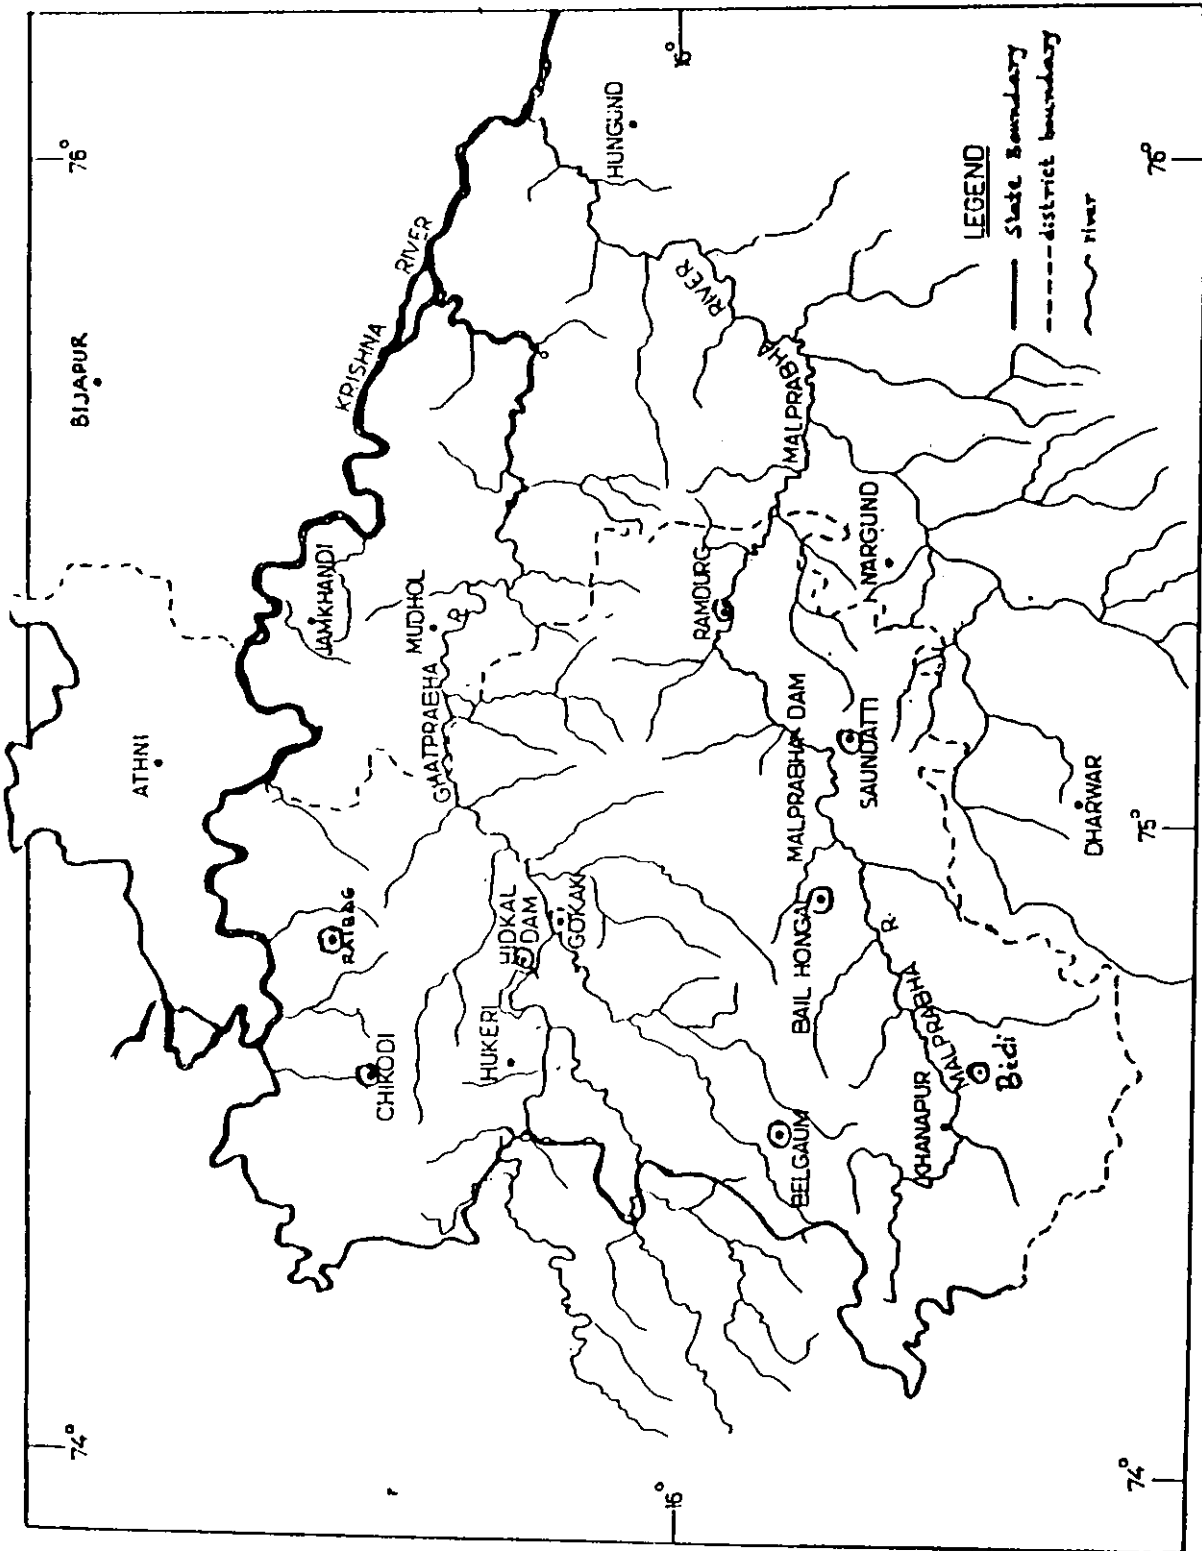 74°
76°
BIJAPUR
ATHNI
KRISHNA
RIVER
JAMKHANDI
RAIBAG
CHIKODI
MUDHOL
GHATPRABHA
R.
HIDKAL
DAM
HUKERI
GOKAK
HUNGUND
16°
16°
RIVER
MALPRABHA
RAMDURG
MALPRABHA DAM
NARGUND
SAUNDATTI
BAIL HONGAL
BELGAUM
R.
MALPRABHA
KHANAPUR
Bidi
DHARWAR
LEGEND
State Boundary
district boundary
river
74°
75°
76°